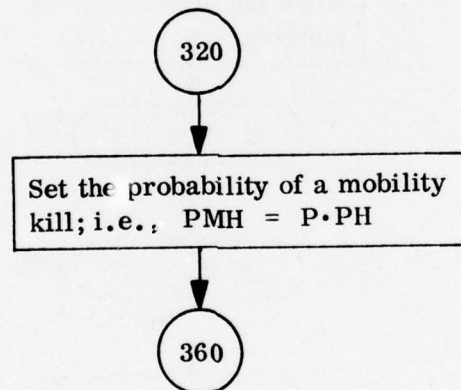 320
Set the probability of a mobility
kill; i.e., PMH = P·PH
360